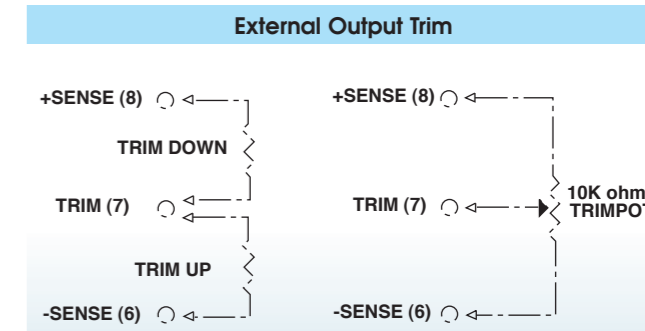 External Output Trim
+SENSE (8)
TRIM DOWN
TRIM (7)
TRIM UP
-SENSE (6)
+SENSE (8)
TRIM (7)
10K ohm
TRIMPOT
-SENSE (6)